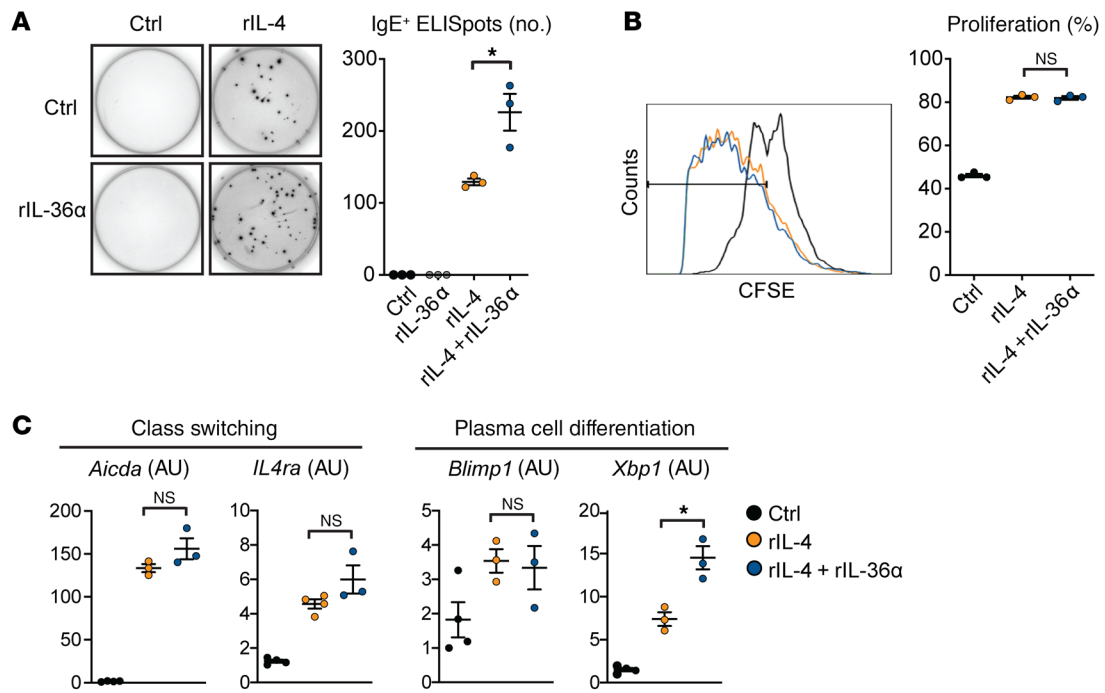 A
Ctrl
rIL-4
Ctrl
rIL-36α
IgE⁺ ELISpots (no.)
300
200
100
0
*
Ctrl
rIL-36α
rIL-4
rIL-4 + rIL-36α
B
Counts
CFSE
Proliferation (%)
100
80
60
40
20
0
NS
Ctrl
rIL-4
rIL-4 + rIL-36α
C
Class switching
Aicda (AU)
200
150
100
50
0
NS
IL4ra (AU)
10
8
6
4
2
0
NS
Plasma cell differentiation
Blimp1 (AU)
5
4
3
2
1
0
NS
Xbp1 (AU)
20
15
10
5
0
*
Ctrl
rIL-4
rIL-4 + rIL-36α